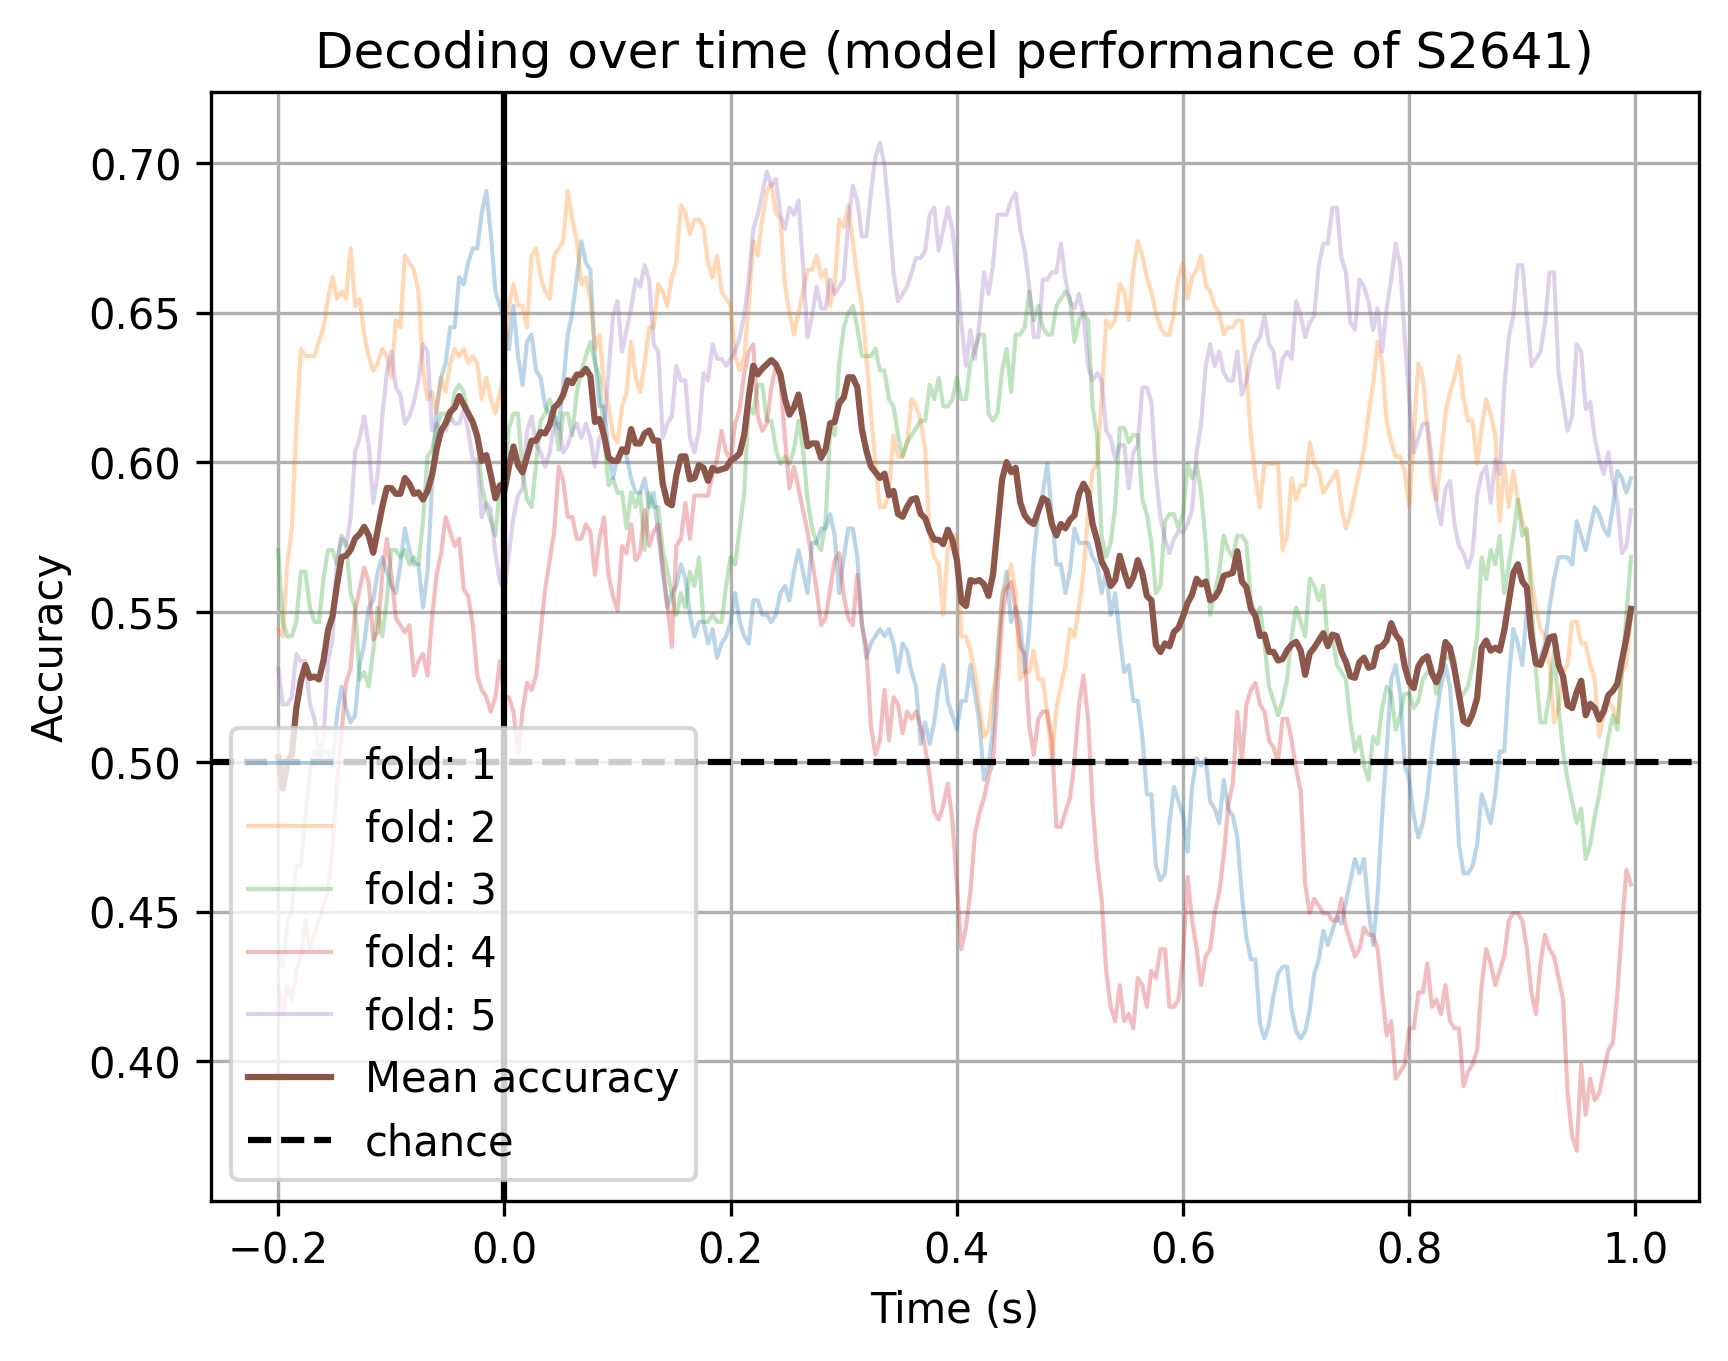 Decoding over time (model performance of S2641)
Accuracy
0.70
0.65
0.60
0.55
0.50
0.45
0.40
fold: 1
fold: 2
fold: 3
fold: 4
fold: 5
Mean accuracy
chance
−0.2 0.0 0.2 0.4 0.6 0.8 1.0
Time (s)